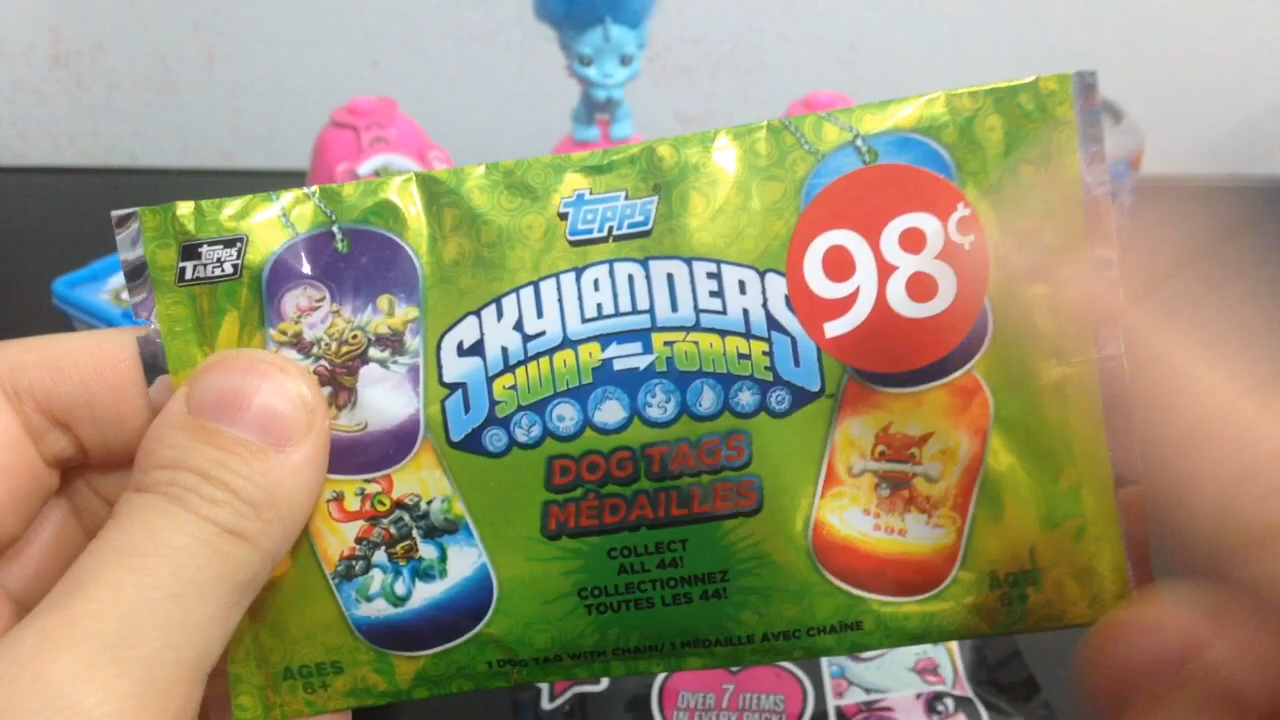 topps
topps
TAGS
98¢
SKYLANDERS
SWAP FORCE
DOG TAGS
MÉDAILLES
COLLECT
ALL 44!
COLLECTIONNEZ
TOUTES LES 44!
1 DOG TAG WITH CHAIN/ 1 MÉDAILLE AVEC CHAÎNE
AGES
6+
AGE
6+
OVER 7 ITEMS
IN EVERY PACK!